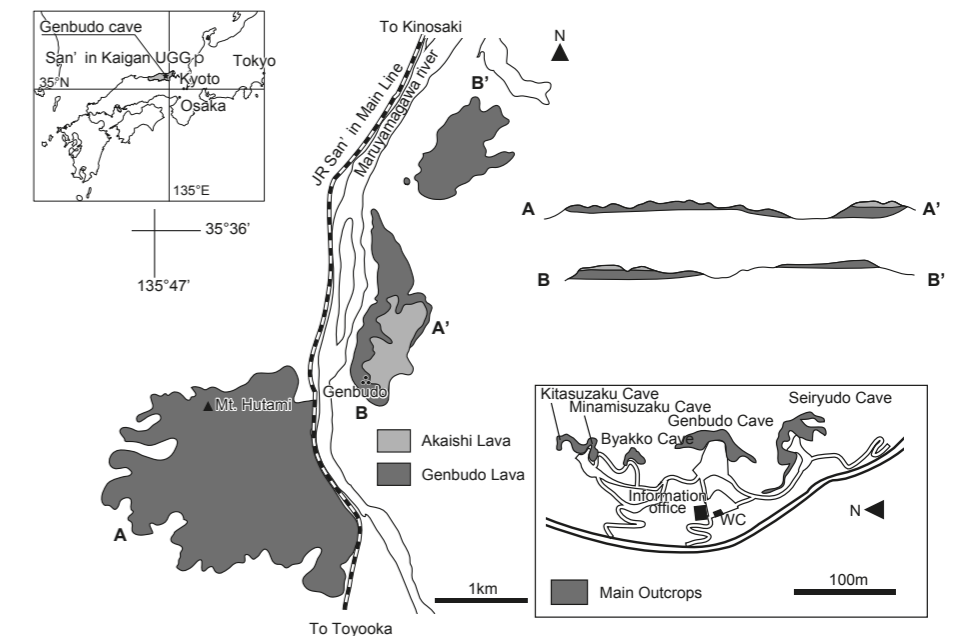 Genbudo cave
San' in Kaigan UGG p
Tokyo
35°N
Kyoto
Osaka
135°E
35°36'
135°47'
To Kinosaki
N
JR San' in Main Line
Maruyamagawa river
B'
A'
Genbudo
B
Mt. Hutami
A
Akaishi Lava
Genbudo Lava
1km
To Toyooka
A
A'
B
B'
Kitasuzaku Cave
Minamisuzaku Cave
Byakko Cave
Genbudo Cave
Seiryudo Cave
Information
office
WC
N
Main Outcrops
100m